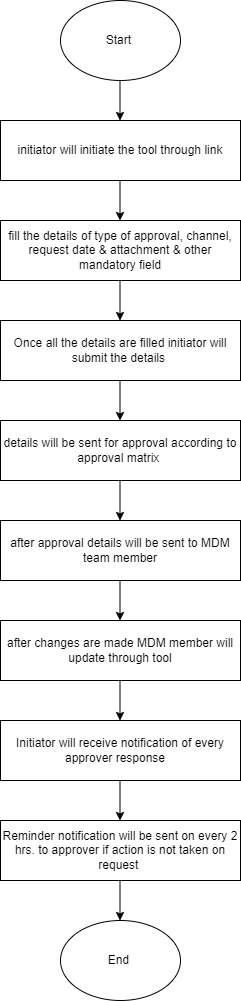 Start
initiator will initiate the tool through link
fill the details of type of approval, channel,
request date & attachment & other
mandatory field
Once all the details are filled initiator will
submit the details
details will be sent for approval according to
approval matrix
after approval details will be sent to MDM
team member
after changes are made MDM member will
update through tool
Initiator will receive notification of every
approver response
Reminder notification will be sent on every 2
hrs. to approver if action is not taken on
request
End